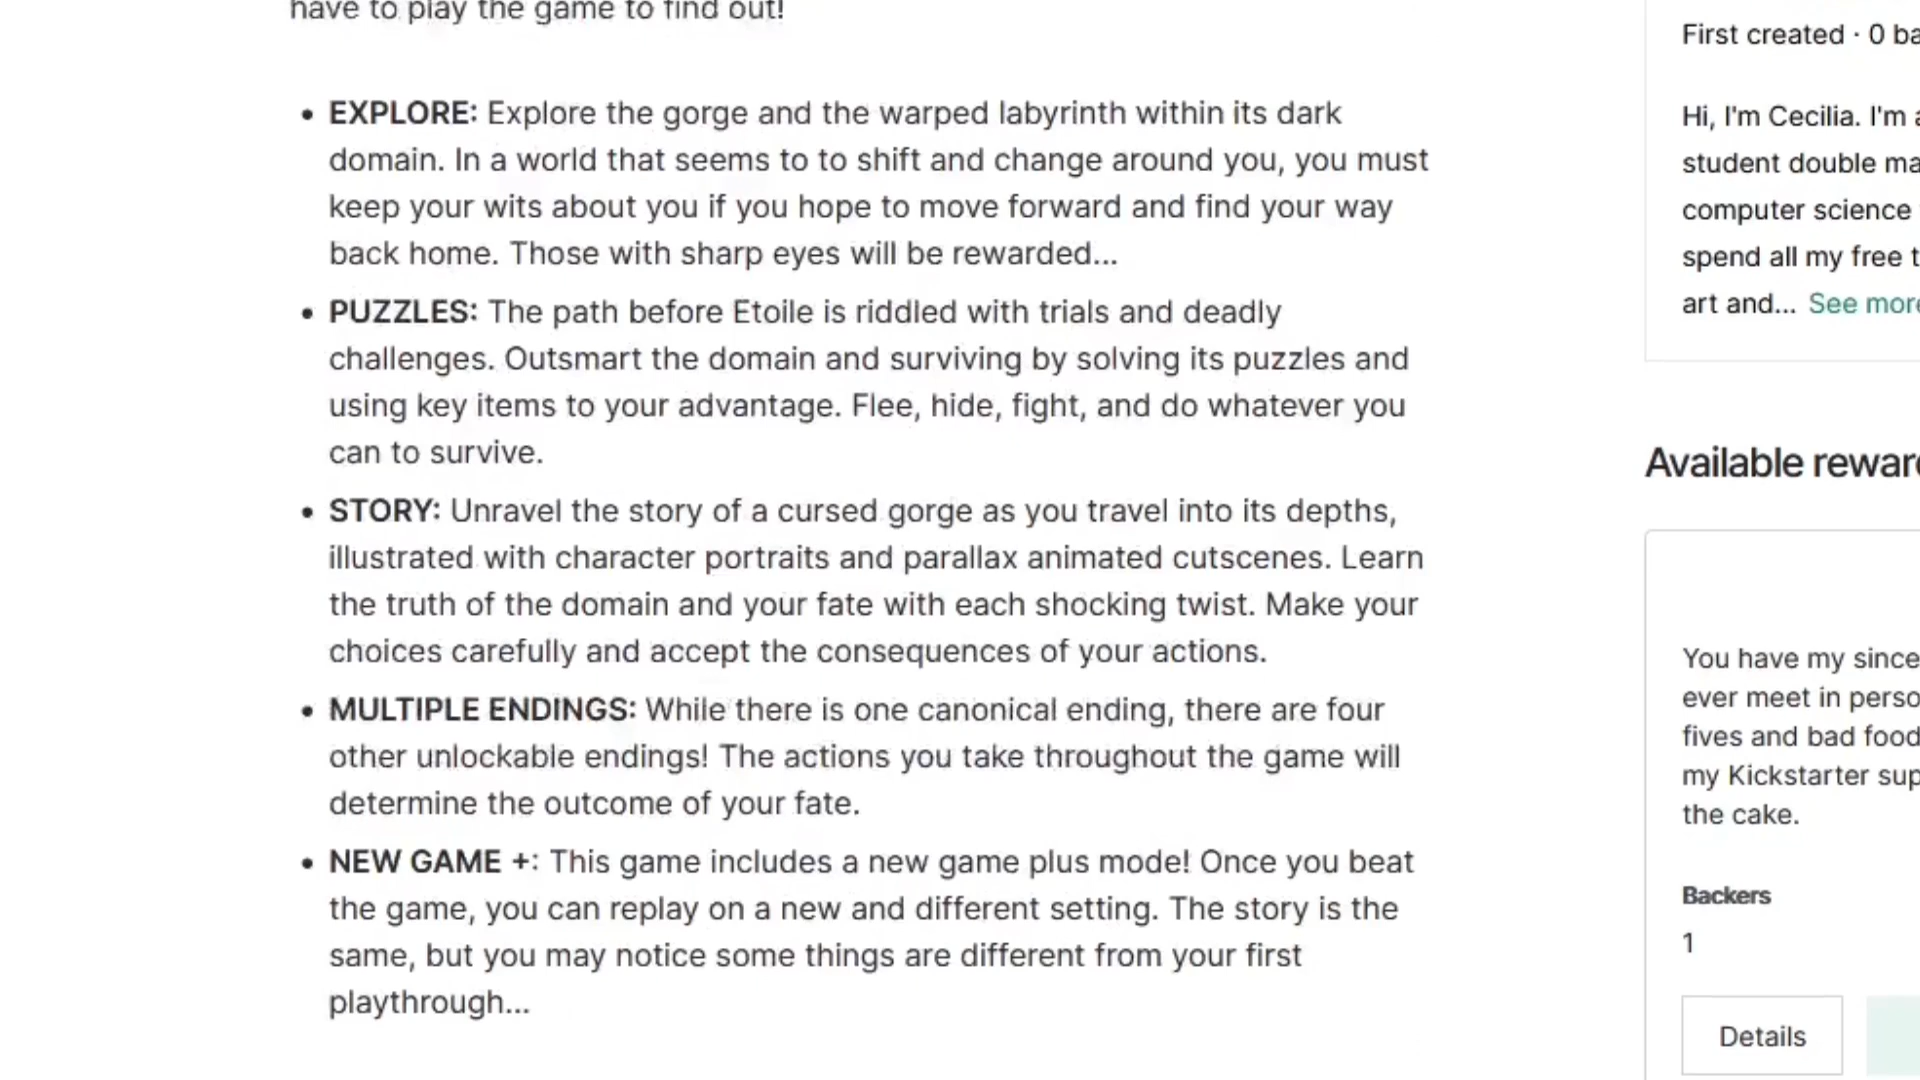 have to play the game to find out!
• EXPLORE: Explore the gorge and the warped labyrinth within its dark
domain. In a world that seems to to shift and change around you, you must
keep your wits about you if you hope to move forward and find your way
back home. Those with sharp eyes will be rewarded...
• PUZZLES: The path before Etoile is riddled with trials and deadly
challenges. Outsmart the domain and surviving by solving its puzzles and
using key items to your advantage. Flee, hide, fight, and do whatever you
can to survive.
• STORY: Unravel the story of a cursed gorge as you travel into its depths,
illustrated with character portraits and parallax animated cutscenes. Learn
the truth of the domain and your fate with each shocking twist. Make your
choices carefully and accept the consequences of your actions.
• MULTIPLE ENDINGS: While there is one canonical ending, there are four
other unlockable endings! The actions you take throughout the game will
determine the outcome of your fate.
• NEW GAME +: This game includes a new game plus mode! Once you beat
the game, you can replay on a new and different setting. The story is the
same, but you may notice some things are different from your first
playthrough...
First created · 0 ba
Hi, I'm Cecilia. I'm a
student double ma
computer science
spend all my free t
art and... See more
Available rewar
You have my since
ever meet in perso
fives and bad food
my Kickstarter sup
the cake.
Backers
1
Details